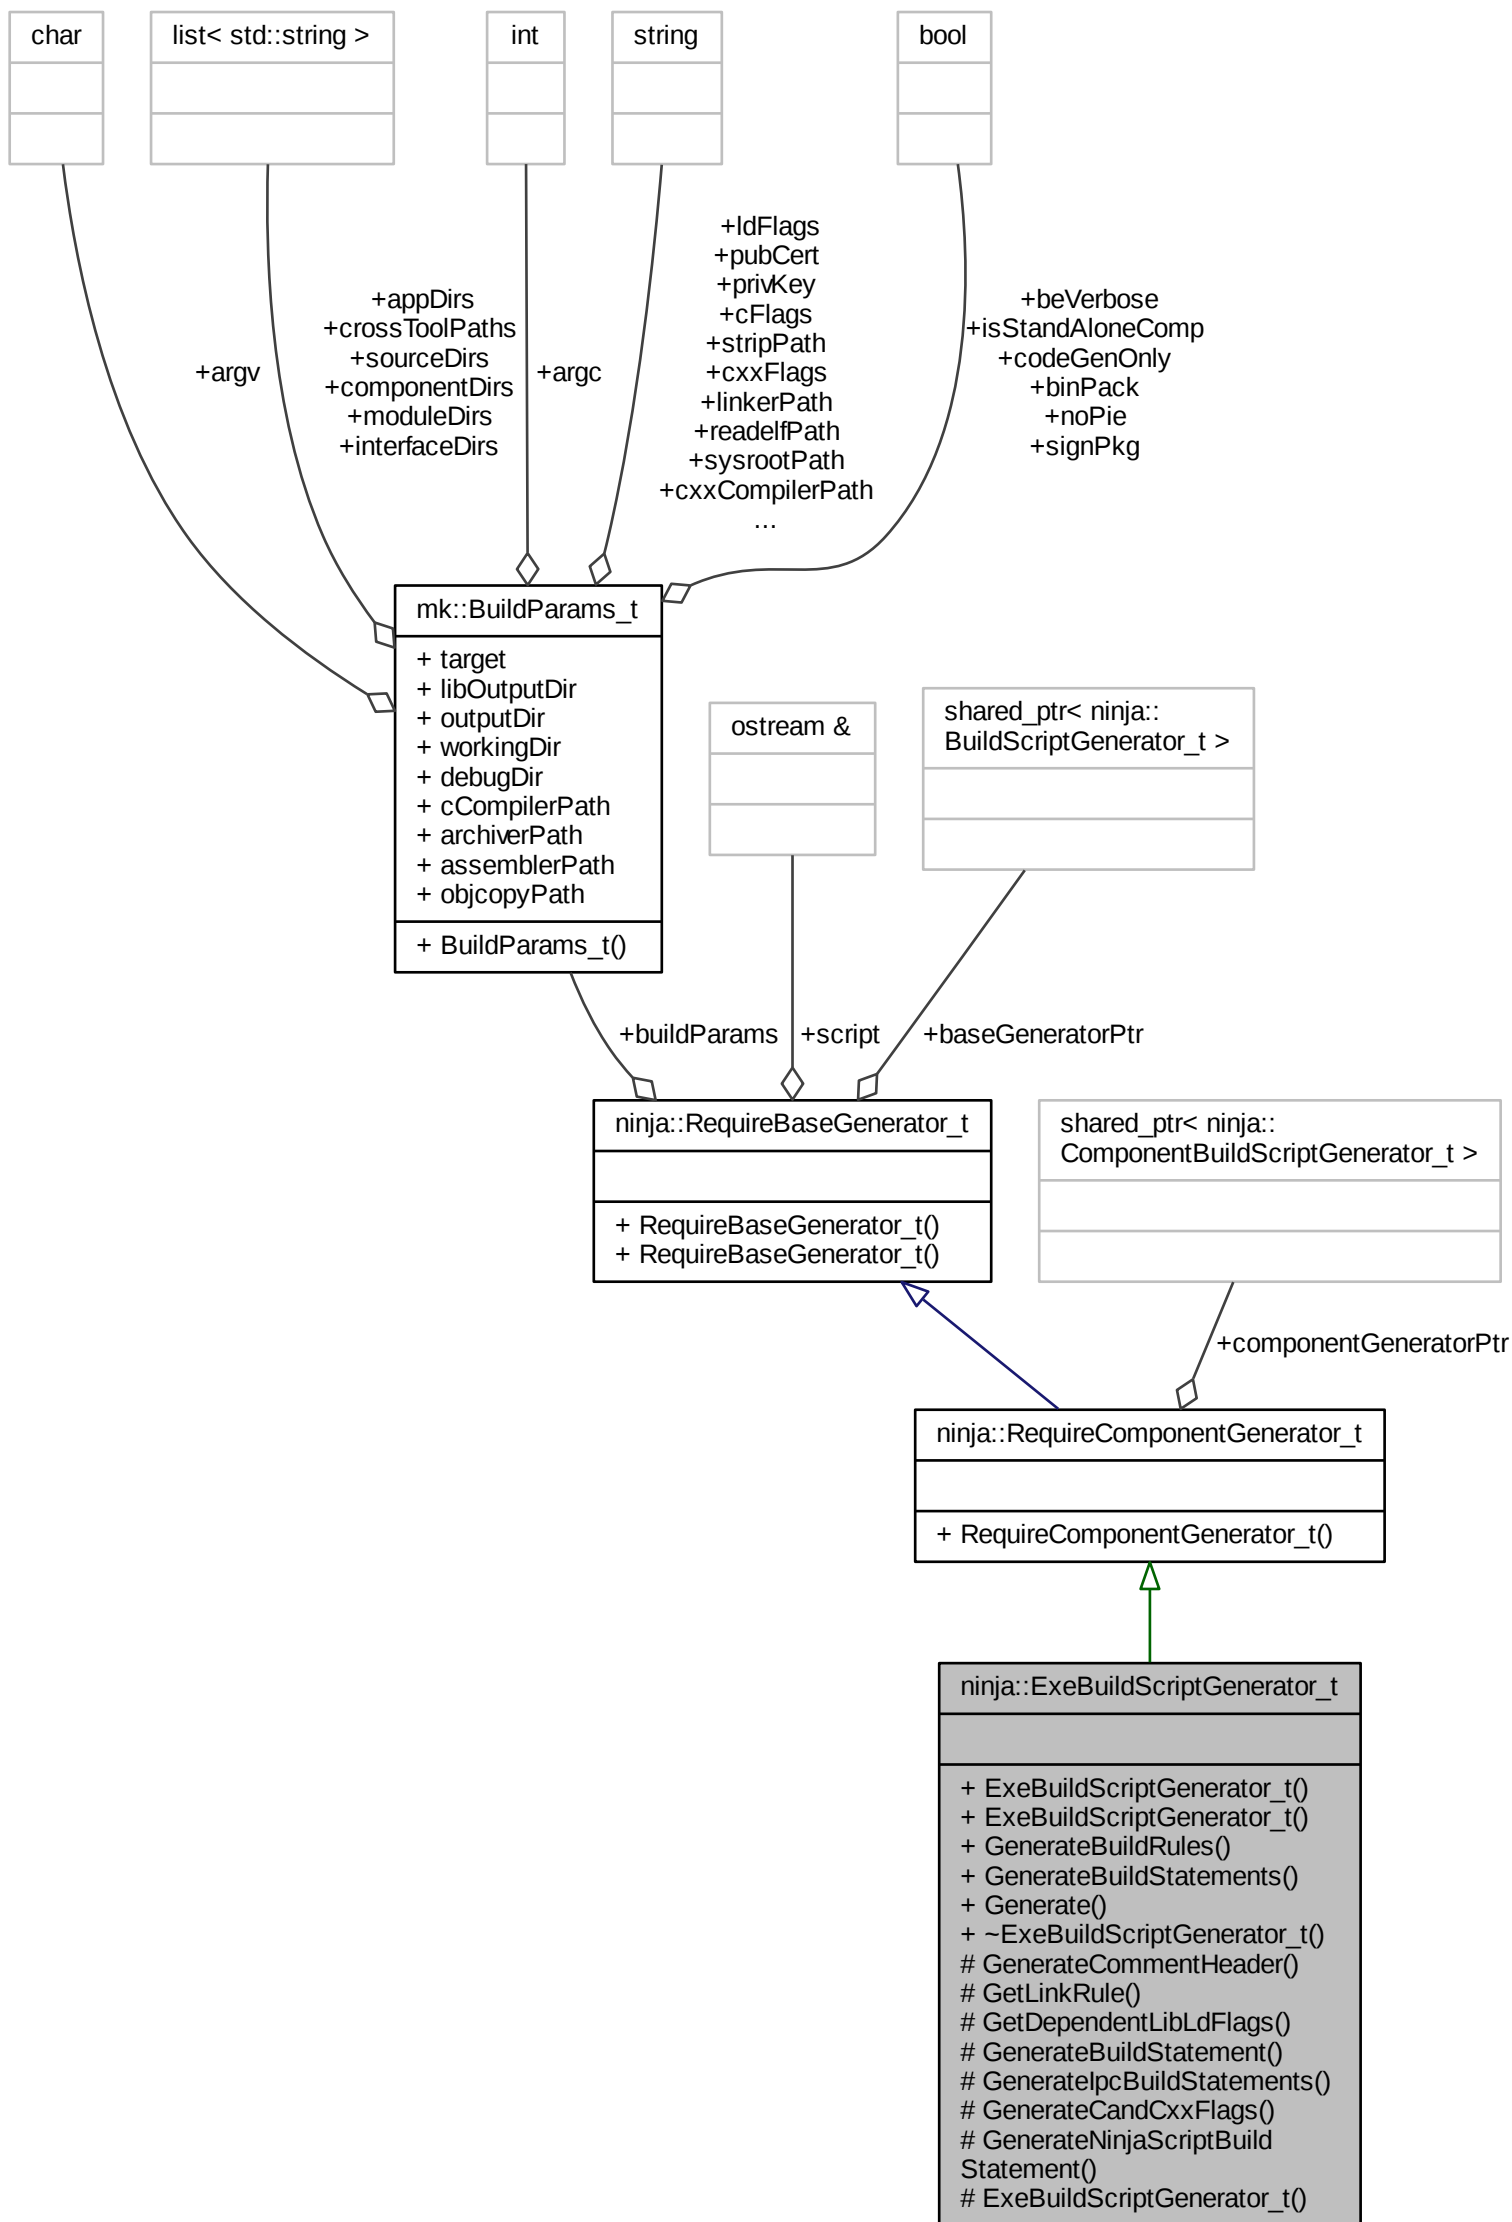 char
list< std::string >
int
string
bool
+ldFlags
+pubCert
+privKey
+cFlags
+stripPath
+cxxFlags
+linkerPath
+readelfPath
+sysrootPath
+cxxCompilerPath
...
+appDirs
+crossToolPaths
+sourceDirs
+componentDirs
+moduleDirs
+interfaceDirs
+beVerbose
+isStandAloneComp
+codeGenOnly
+binPack
+noPie
+signPkg
+argv
+argc
mk::BuildParams_t
+ target
+ libOutputDir
+ outputDir
+ workingDir
+ debugDir
+ cCompilerPath
+ archiverPath
+ assemblerPath
+ objcopyPath
+ BuildParams_t()
ostream &
shared_ptr< ninja::
BuildScriptGenerator_t >
+buildParams
+script
+baseGeneratorPtr
ninja::RequireBaseGenerator_t
+ RequireBaseGenerator_t()
+ RequireBaseGenerator_t()
shared_ptr< ninja::
ComponentBuildScriptGenerator_t >
+componentGeneratorPtr
ninja::RequireComponentGenerator_t
+ RequireComponentGenerator_t()
ninja::ExeBuildScriptGenerator_t
+ ExeBuildScriptGenerator_t()
+ ExeBuildScriptGenerator_t()
+ GenerateBuildRules()
+ GenerateBuildStatements()
+ Generate()
+ ~ExeBuildScriptGenerator_t()
# GenerateCommentHeader()
# GetLinkRule()
# GetDependentLibLdFlags()
# GenerateBuildStatement()
# GenerateIpcBuildStatements()
# GenerateCandCxxFlags()
# GenerateNinjaScriptBuild
Statement()
# ExeBuildScriptGenerator_t()